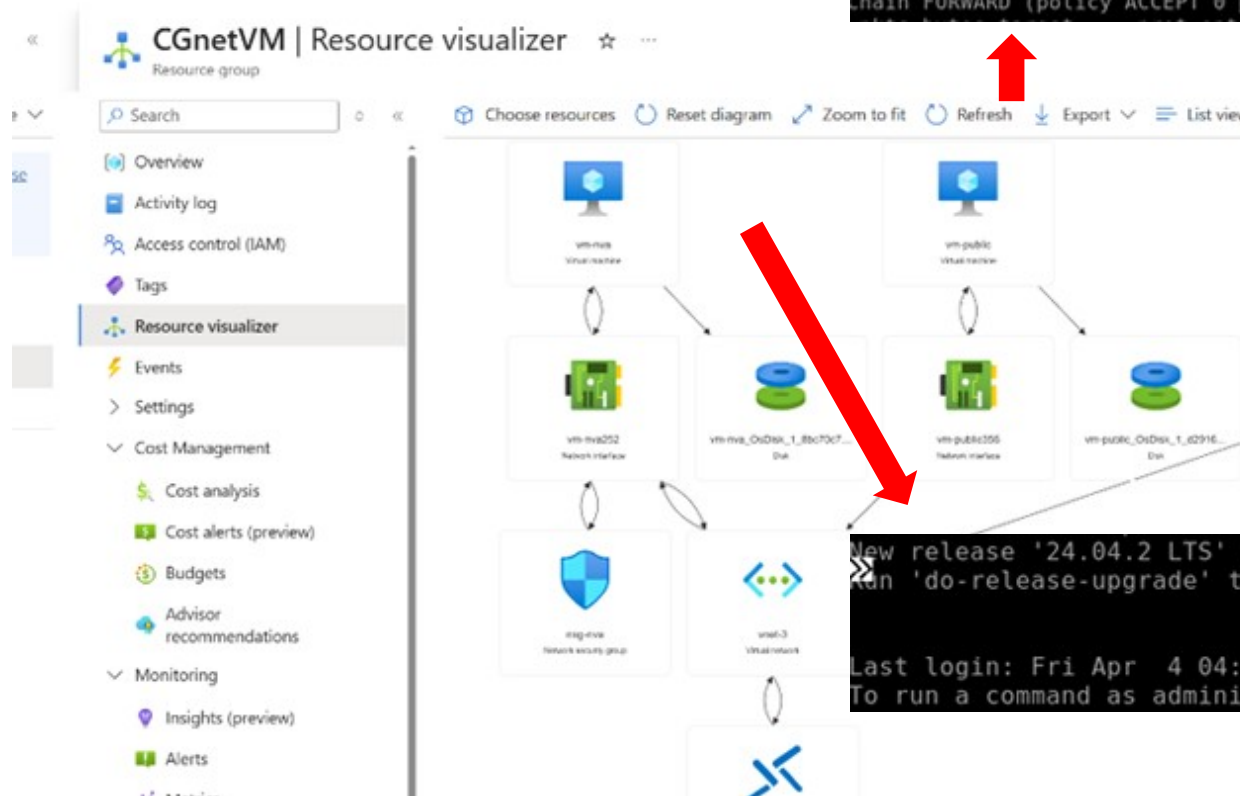 Chain FORWARD (policy ACCEPT 0
CGnetVM | Resource visualizer
Resource group
Search
Choose resources
Reset diagram
Zoom to fit
Refresh
Export
List view
Overview
Activity log
Access control (IAM)
Tags
Resource visualizer
Events
Settings
Cost Management
Cost analysis
Cost alerts (preview)
Budgets
Advisor
recommendations
Monitoring
Insights (preview)
Alerts
vm-nva
Virtual machine
vm-public
Virtual machine
vm-nva252
Network interface
vm-nva_OsDisk_1_8bc70c7...
Disk
vm-public356
Network interface
vm-public_OsDisk_1_d2916...
Disk
nsg-nva
Network security group
vnet-3
Virtual network
New release '24.04.2 LTS'
Run 'do-release-upgrade' t
Last login: Fri Apr 4 04:
To run a command as admini